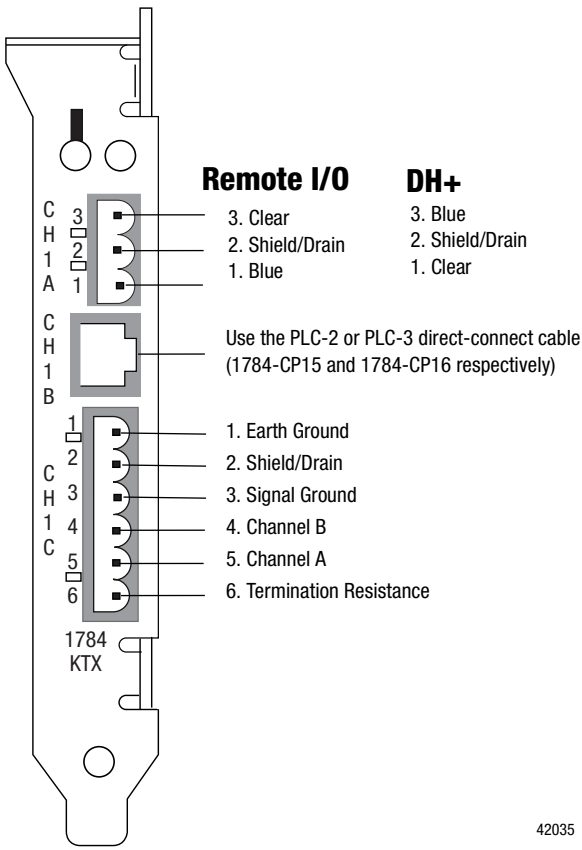 Remote I/O
DH+
3. Clear
2. Shield/Drain
1. Blue
3. Blue
2. Shield/Drain
1. Clear
C
H
1
A
3
2
1
C
H
1
B
Use the PLC-2 or PLC-3 direct-connect cable
(1784-CP15 and 1784-CP16 respectively)
C
H
1
C
1
2
3
4
5
6
1. Earth Ground
2. Shield/Drain
3. Signal Ground
4. Channel B
5. Channel A
6. Termination Resistance
1784
KTX
42035